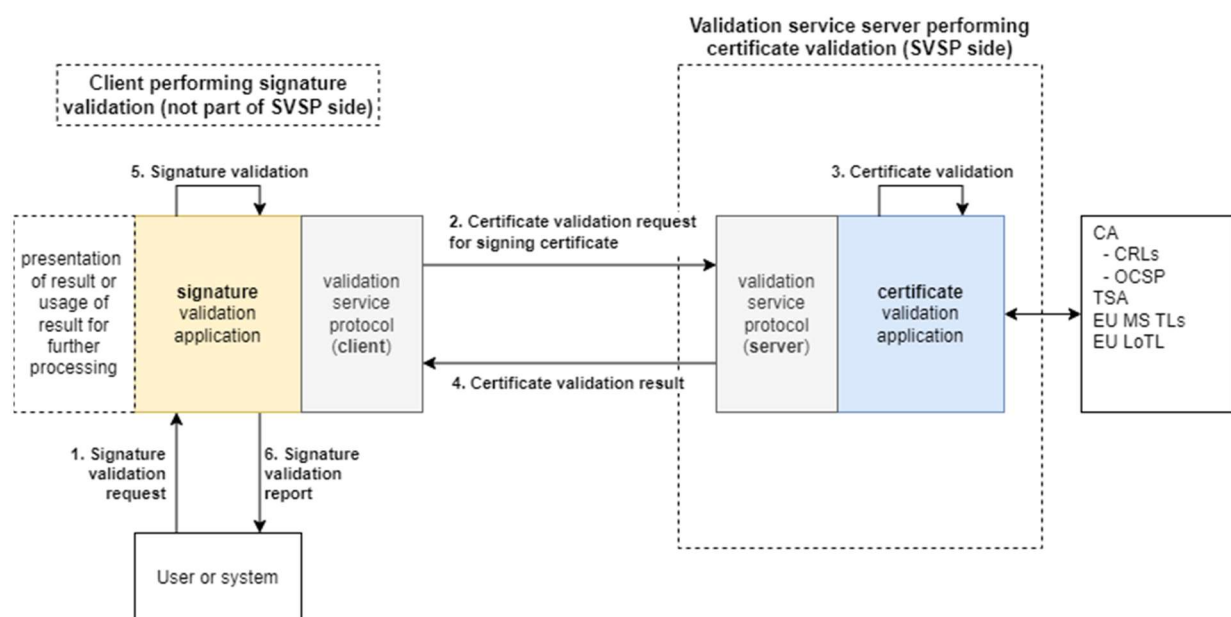 Validation service server performing
certificate validation (SVSP side)
Client performing signature
validation (not part of SVSP side)
5. Signature validation
3. Certificate validation
presentation
of result or
usage of
result for
further
processing
signature
validation
application
validation
service
protocol
(client)
2. Certificate validation request
for signing certificate
4. Certificate validation result
validation
service
protocol
(server)
certificate
validation
application
CA
- CRLs
- OCSP
TSA
EU MS TLs
EU LoTL
1. Signature
validation
request
6. Signature
validation
report
User or system